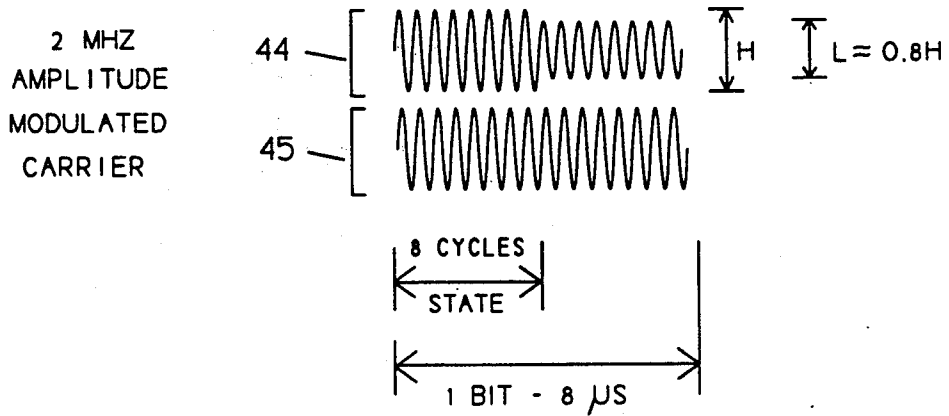 2 MHZ
AMPLITUDE
MODULATED
CARRIER
44
45
H
L ≈ 0.8H
8 CYCLES
STATE
1 BIT - 8 µS